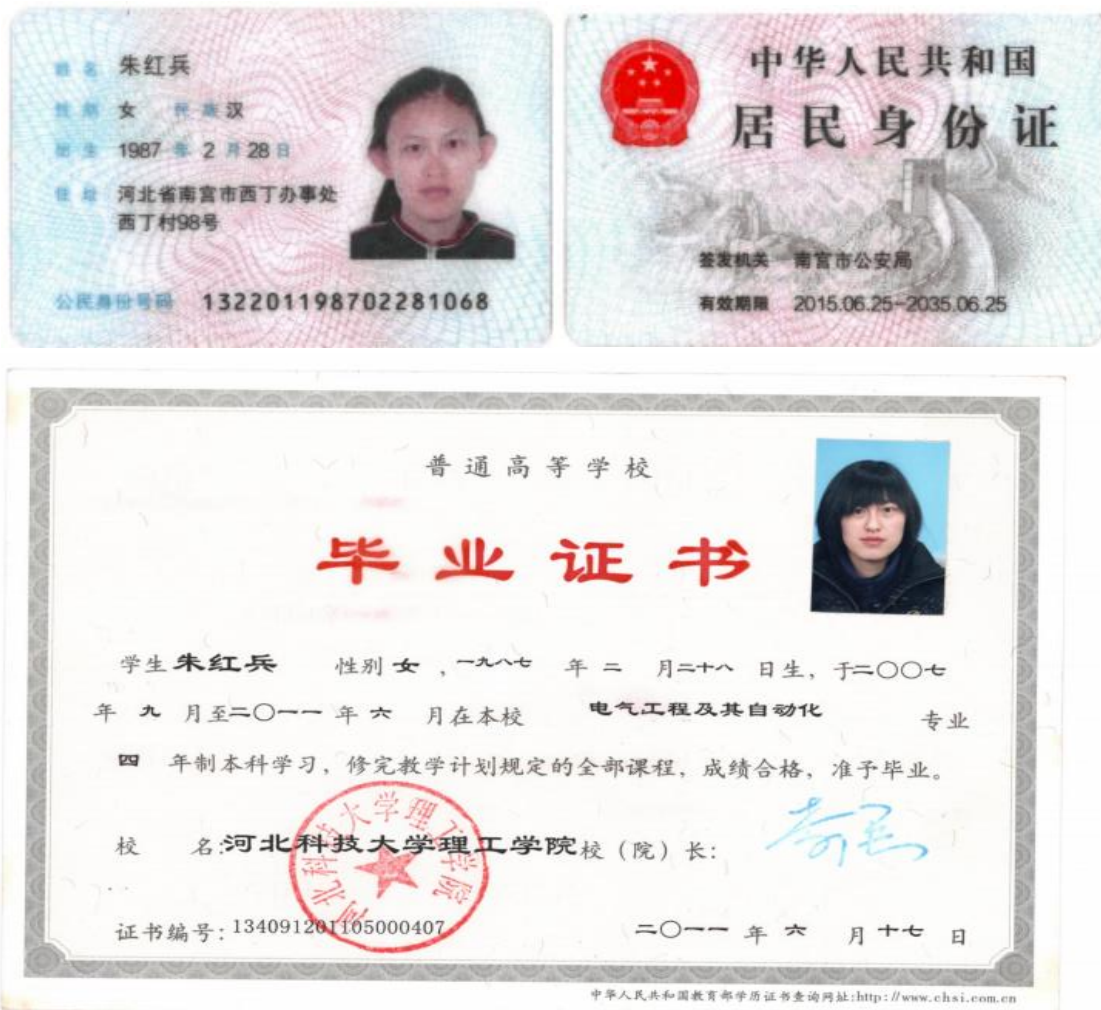 姓名 朱红兵
性别 女 民族 汉
出生 1987 年 2 月 28 日
住址 河北省南宫市西丁办事处
西丁村98号
公民身份号码 132201198702281068
中华人民共和国
居民身份证
签发机关 南宫市公安局
有效期限 2015.06.25-2035.06.25
普通高等学校
毕业证书
学生 朱红兵 性别 女 , 一九八七 年 二 月二十八 日生, 于二〇〇七
年 九 月至二〇一一 年 六 月在本校 电气工程及其自动化 专业
四 年制本科学习, 修完教学计划规定的全部课程, 成绩合格, 准予毕业。
校 名:河北科技大学理工学院校（院）长:
河北科技大学理工学院
证书编号: 134091201105000407 二〇一一 年 六 月 十七 日
中华人民共和国教育部学历证书查询网址:http://www.chsi.com.cn